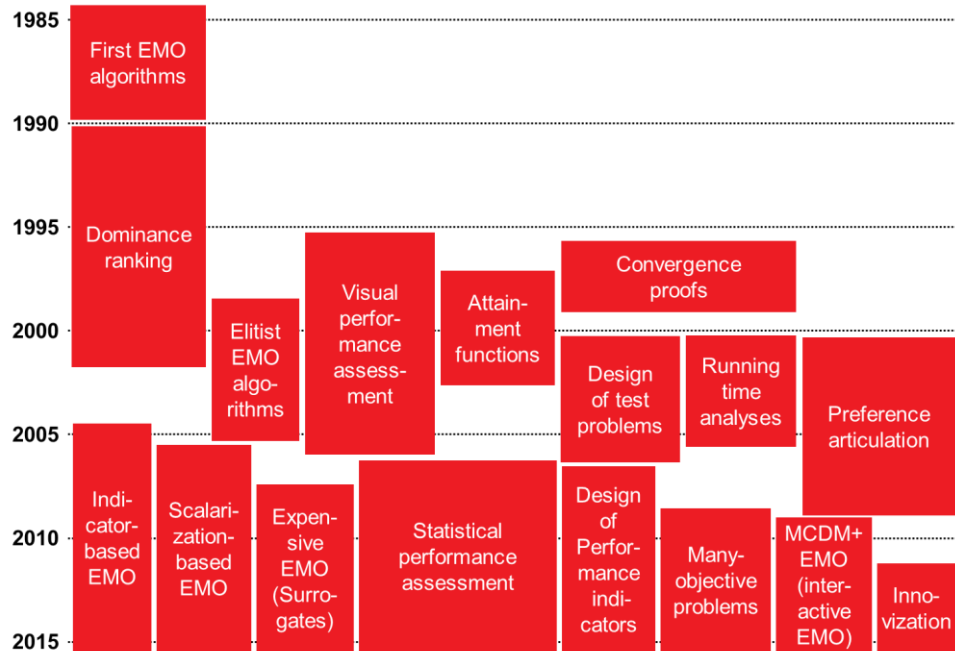 1985
First EMO
algorithms
1990
1995
Dominance
ranking
Convergence
proofs
Visual
perfor-
mance
assess-
ment
Attain-
ment
functions
2000
Elitist
EMO
algo-
rithms
Design
of test
problems
Running
time
analyses
Preference
articulation
2005
Indi-
cator-
based
EMO
Scalari-
zation-
based
EMO
Expen-
sive
EMO
(Surro-
gates)
Statistical
performance
assessment
Design
of
Perfor-
mance
indi-
cators
Many-
objective
problems
MCDM+
EMO
(inter-
active
EMO)
Inno-
vization
2010
2015